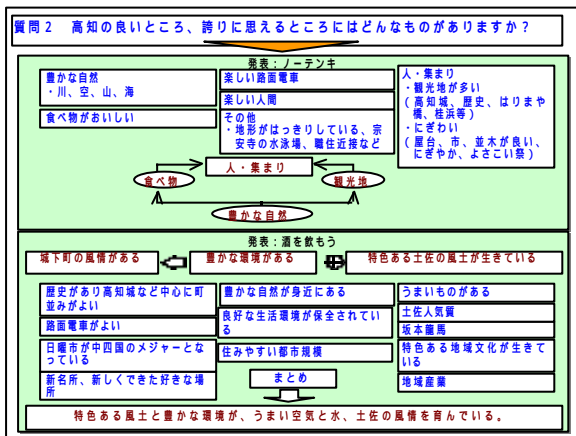 質問２　高知の良いところ、誇りに思えるところにはどんなものがありますか？
発表：ノーテンキ
豊かな自然
・川、空、山、海
食べ物がおいしい
楽しい路面電車
楽しい人間
その他
・地形がはっきりしている、宗
安寺の水泳場、職住近接など
人・集まり
・観光地が多い
（高知城、歴史、はりまや
橋、桂浜等）
・にぎわい
（屋台、市、並木が良い、
にぎやか、よさこい祭）
人・集まり
食べ物
観光地
豊かな自然
発表：酒を飲もう
城下町の風情がある
豊かな環境がある
特色ある土佐の風土が生きている
歴史があり高知城など中心に町
並みがよい
路面電車がよい
日曜市が中四国のメジャーとな
っている
新名所、新しくできた好きな場
所
豊かな自然が身近にある
良好な生活環境が保全されてい
る
住みやすい都市規模
うまいものがある
土佐人気質
坂本龍馬
特色ある地域文化が生きて
いる
地域産業
まとめ
特色ある風土と豊かな環境が、うまい空気と水、土佐の風情を育んでいる。